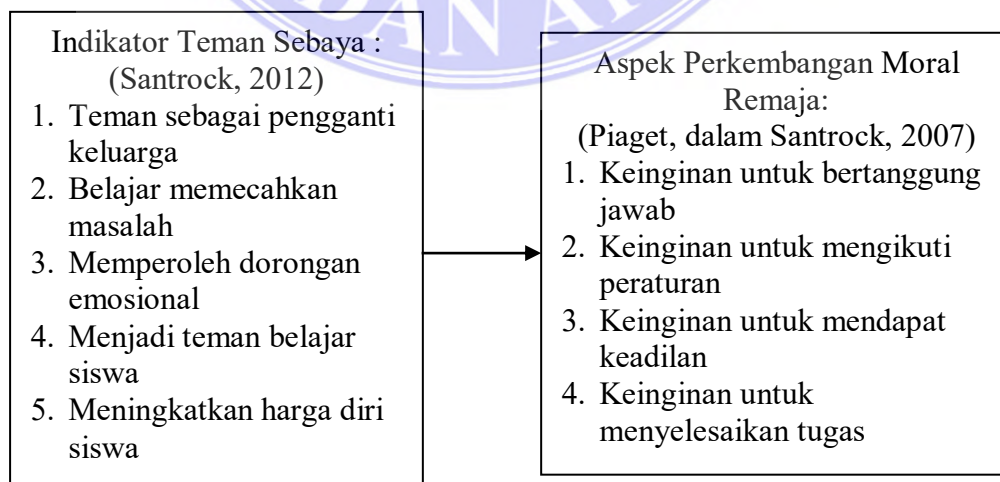 DAN
Indikator Teman Sebaya :
(Santrock, 2012)
1. Teman sebagai pengganti
keluarga
2. Belajar memecahkan
masalah
3. Memperoleh dorongan
emosional
4. Menjadi teman belajar
siswa
5. Meningkatkan harga diri
siswa
Aspek Perkembangan Moral
Remaja:
(Piaget, dalam Santrock, 2007)
1. Keinginan untuk bertanggung
jawab
2. Keinginan untuk mengikuti
peraturan
3. Keinginan untuk mendapat
keadilan
4. Keinginan untuk
menyelesaikan tugas